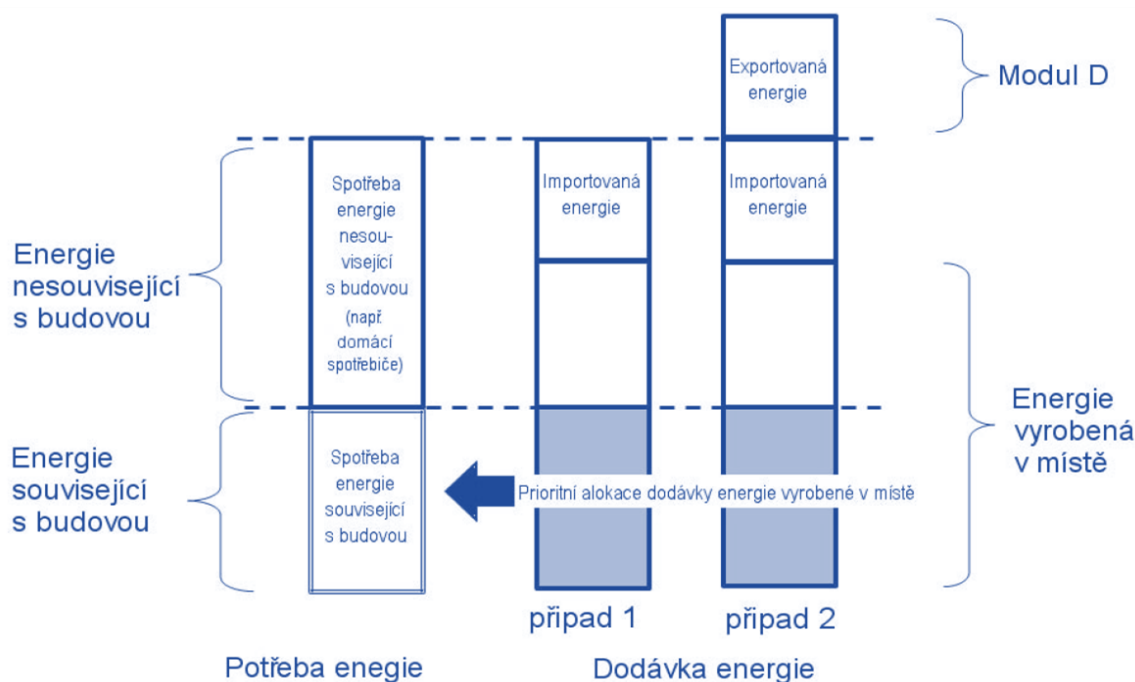 Exportovaná
energie
Modul D
Spotřeba
energie
nesou-
visející
s budovou
(např.
domácí
spotřebiče)
Importovaná
energie
Importovaná
energie
Energie
nesouvisející
s budovou
Energie
vyrobená
v místě
Energie
související
s budovou
Spotřeba
energie
související
s budovou
Prioritní alokace dodávky energie vyrobené v místě
připad 1
připad 2
Potřeba enegie
Dodávka energie